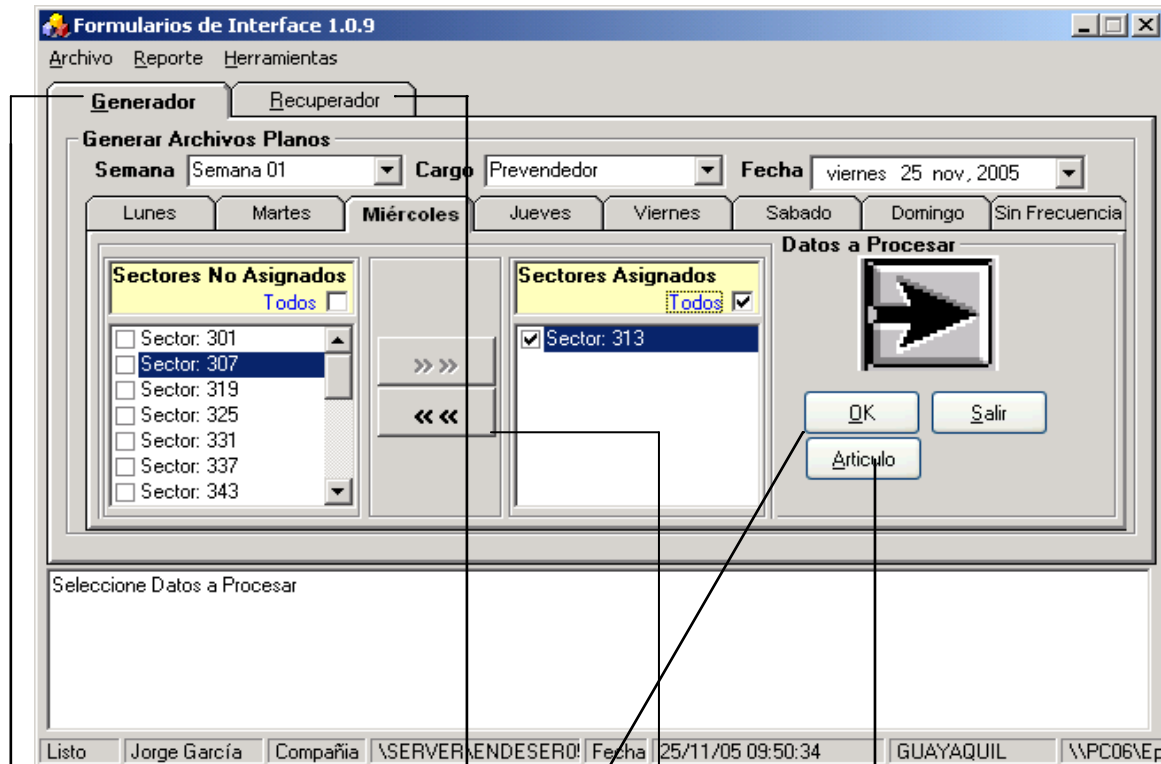 Formularios de Interface 1.0.9
Archivo Reporte Herramientas
Generador Recuperador
Generar Archivos Planos
Semana Semana 01 Cargo Prevendedor Fecha viernes 25 nov, 2005
Lunes Martes Miércoles Jueves Viernes Sabado Domingo Sin Frecuencia
Sectores No Asignados
Todos
Sector: 301
Sector: 307
Sector: 319
Sector: 325
Sector: 331
Sector: 337
Sector: 343
»» »»
«« ««
Sectores Asignados
Todos
Sector: 313
Datos a Procesar
OK Salir
Articulo
Seleccione Datos a Procesar
Listo Jorge García Compañia \SERVER\ENDESER0 Fecha 25/11/05 09:50:34 GUAYAQUIL \\PC06\Ep